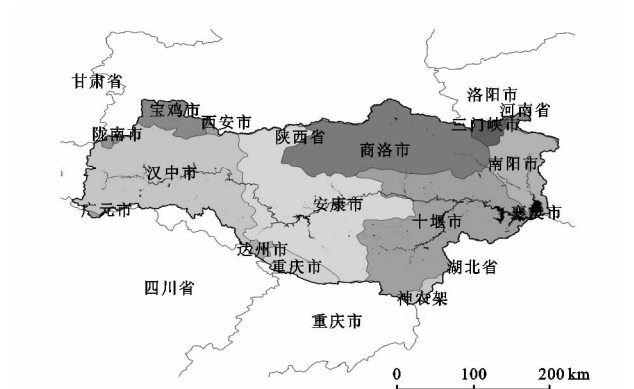 甘肃省
洛阳市
宝鸡市
河南省
西安市
三门峡市
陇南市
陕西省
商洛市
南阳市
汉中市
安康市
广元市
十堰市
襄庆市
达州市
重庆市
湖北省
四川省
神农架
重庆市
0 100 200 km